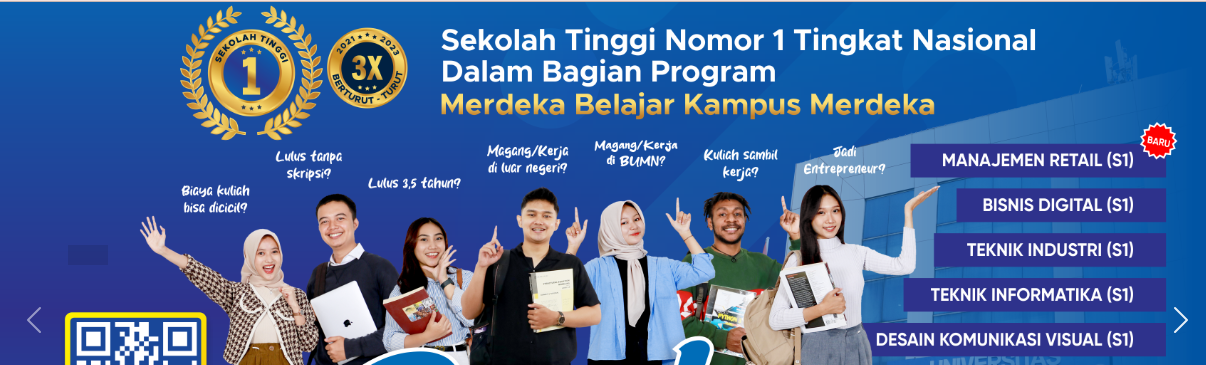 SEKOLAH TINGGI
1
2021 ★★★ 2023
3X
BERTURUT - TURUT
Sekolah Tinggi Nomor 1 Tingkat Nasional
Dalam Bagian Program
Merdeka Belajar Kampus Merdeka
Biaya kuliah
bisa dicicil?
Lulus tanpa
skripsi?
Lulus 3,5 tahun?
Magang/Kerja
di luar negeri?
Magang/Kerja
di BUMN?
Kuliah sambil
kerja?
Jadi
Entrepreneur?
BARU
MANAJEMEN RETAIL (S1)
BISNIS DIGITAL (S1)
TEKNIK INDUSTRI (S1)
TEKNIK INFORMATIKA (S1)
DESAIN KOMUNIKASI VISUAL (S1)
PYTHON
UNIVERSITAS